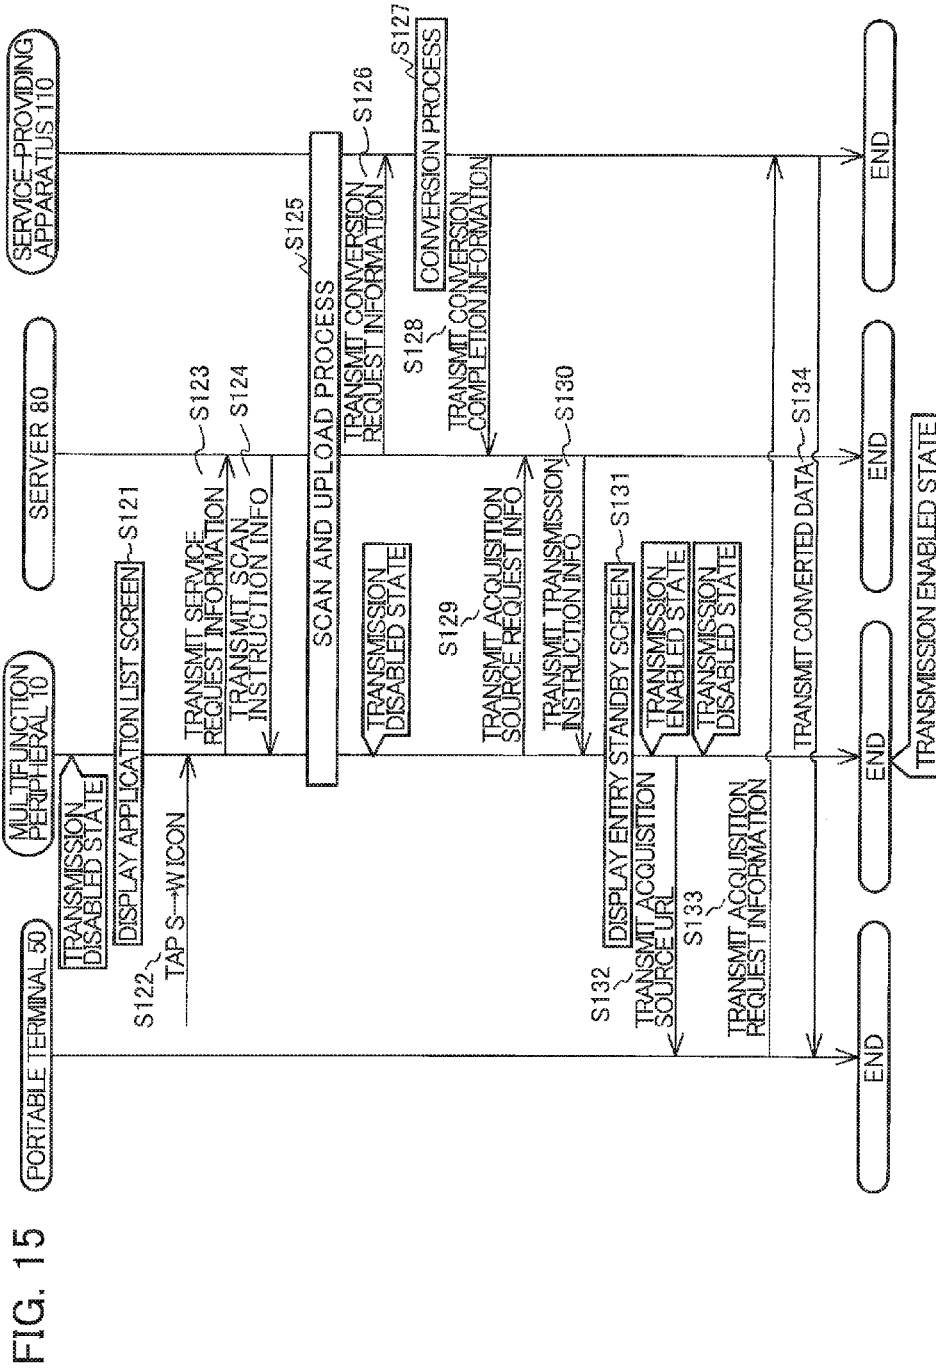 FIG. 15
PORTABLE TERMINAL 50
MULTIFUNCTION
PERIPHERAL 10
SERVER 80
SERVICE-PROVIDING
APPARATUS 110
TRANSMISSION
DISABLED STATE
DISPLAY APPLICATION LIST SCREEN
S121
S122
TAP S→W ICON
TRANSMIT SERVICE
REQUEST INFORMATION
S123
TRANSMIT SCAN
INSTRUCTION INFO
S124
SCAN AND UPLOAD PROCESS
S125
TRANSMIT CONVERSION
REQUEST INFORMATION
S126
TRANSMISSION
DISABLED STATE
CONVERSION PROCESS
S127
S128
TRANSMIT CONVERSION
COMPLETION INFORMATION
S129
TRANSMIT ACQUISITION
SOURCE REQUEST INFO
TRANSMIT TRANSMISSION
INSTRUCTION INFO
S130
DISPLAY ENTRY STANDBY SCREEN
S131
S132
TRANSMIT ACQUISITION
SOURCE URL
TRANSMISSION
ENABLED STATE
TRANSMISSION
DISABLED STATE
S133
TRANSMIT ACQUISITION
REQUEST INFORMATION
TRANSMIT CONVERTED DATA
S134
END
END
END
END
TRANSMISSION ENABLED STATE